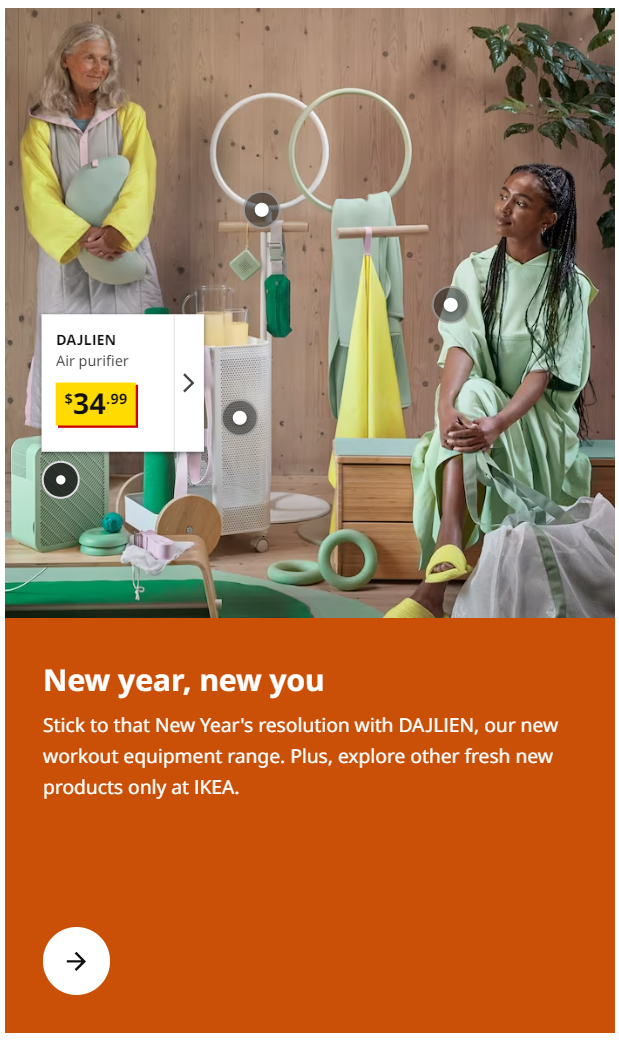 DAJLIEN
Air purifier
$34.99
New year, new you
Stick to that New Year's resolution with DAJLIEN, our new
workout equipment range. Plus, explore other fresh new
products only at IKEA.